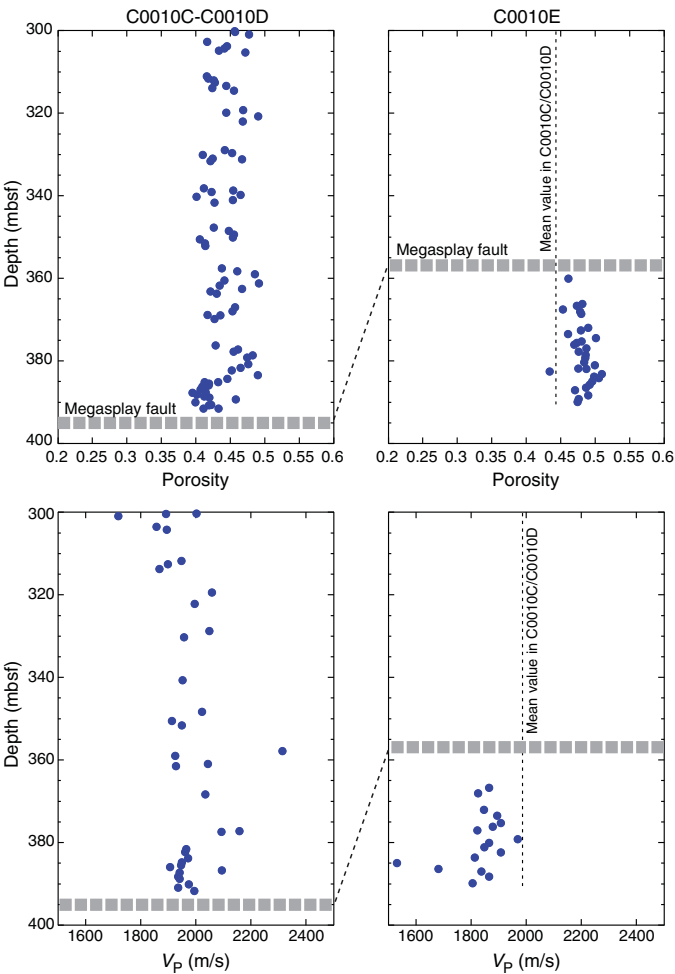 C0010C-C0010D
C0010E
300
320
340
360
380
400
Depth (mbsf)
Megasplay fault
0.2 0.25 0.3 0.35 0.4 0.45 0.5 0.55 0.6
Porosity
Mean value in C0010C/C0010D
Megasplay fault
0.2 0.25 0.3 0.35 0.4 0.45 0.5 0.55 0.6
Porosity
300
320
340
360
380
400
Depth (mbsf)
1600 1800 2000 2200 2400
VP (m/s)
Mean value in C0010C/C0010D
1600 1800 2000 2200 2400
VP (m/s)